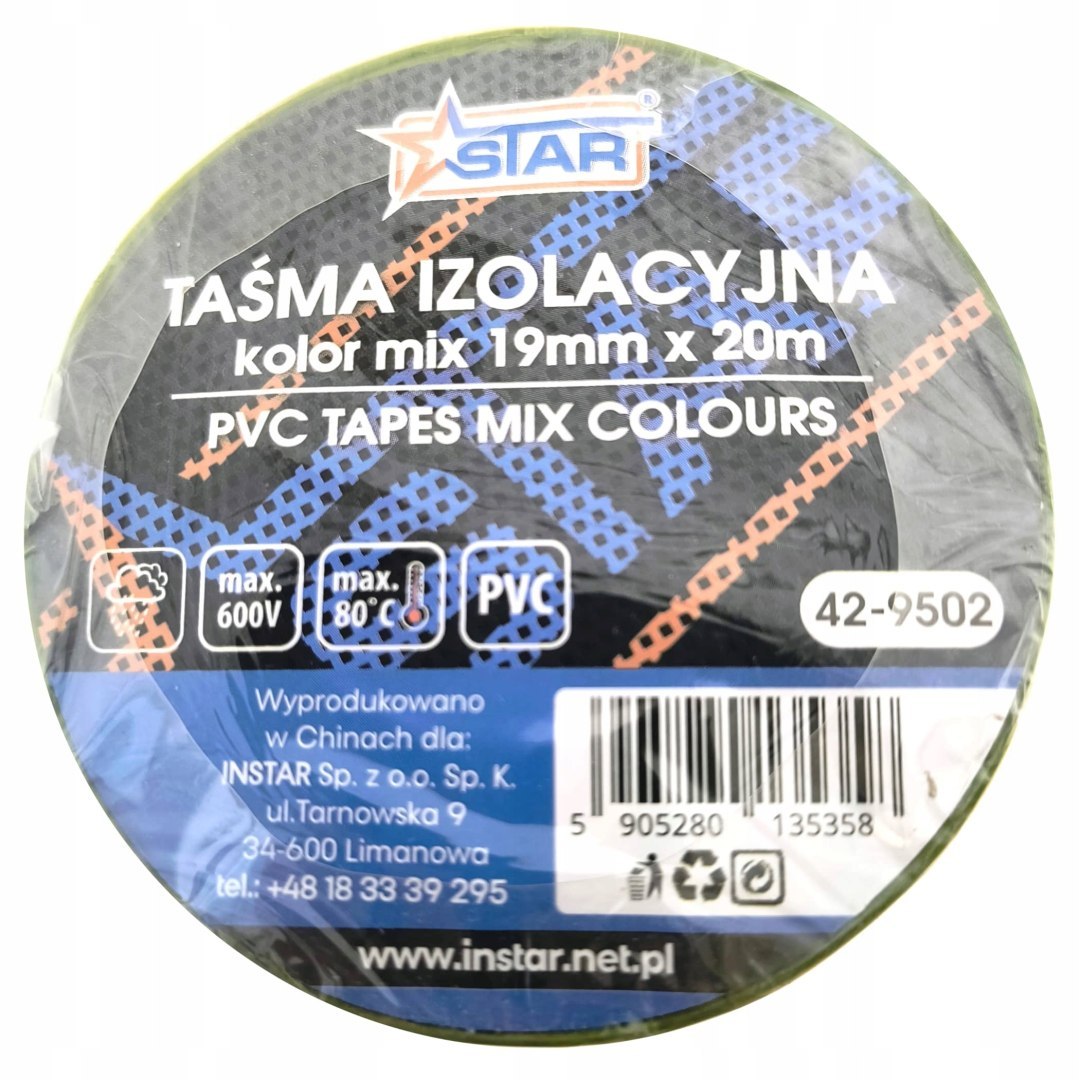 STAR®
TAŚMA IZOLACYJNA
kolor mix 19mm x 20m
PVC TAPES MIX COLOURS
max.
600V
max.
80°C
PVC
42-9502
Wyprodukowano
w Chinach dla:
INSTAR Sp. z o.o. Sp. K.
ul.Tarnowska 9
34-600 Limanowa
tel.: +48 18 33 39 295
5 905280 135358
www.instar.net.pl